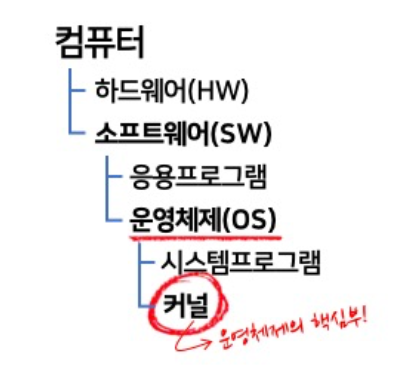 컴퓨터
하드웨어(HW)
소프트웨어(SW)
응용프로그램
운영체제(OS)
시스템프로그램
커널
운영체제의 핵심부!